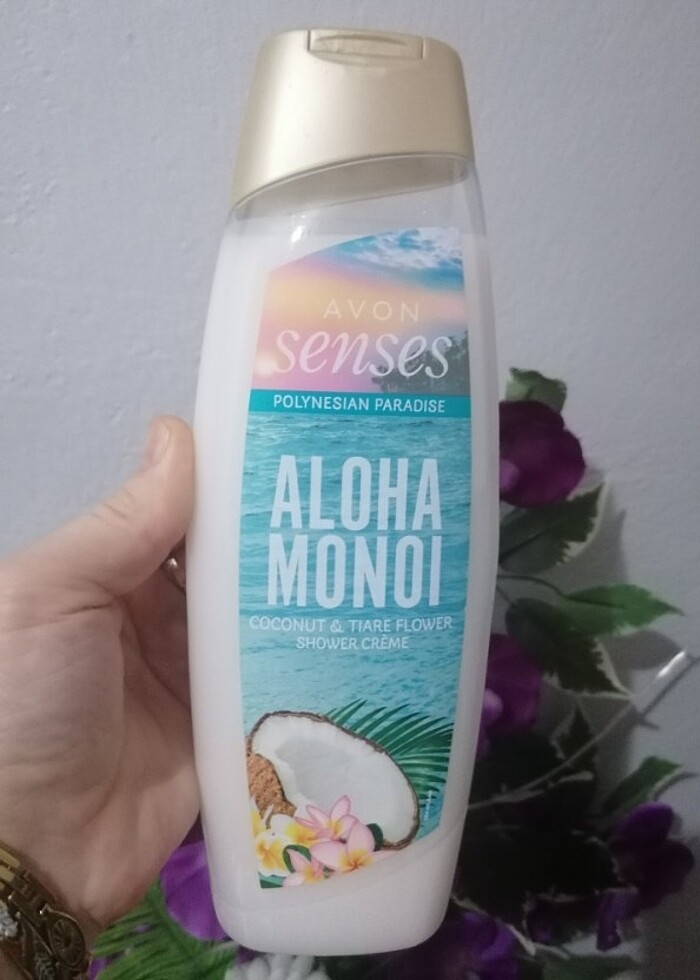 AVON
senses
POLYNESIAN PARADISE
ALOHA
MONOI
COCONUT & TIARE FLOWER
SHOWER CRÈME